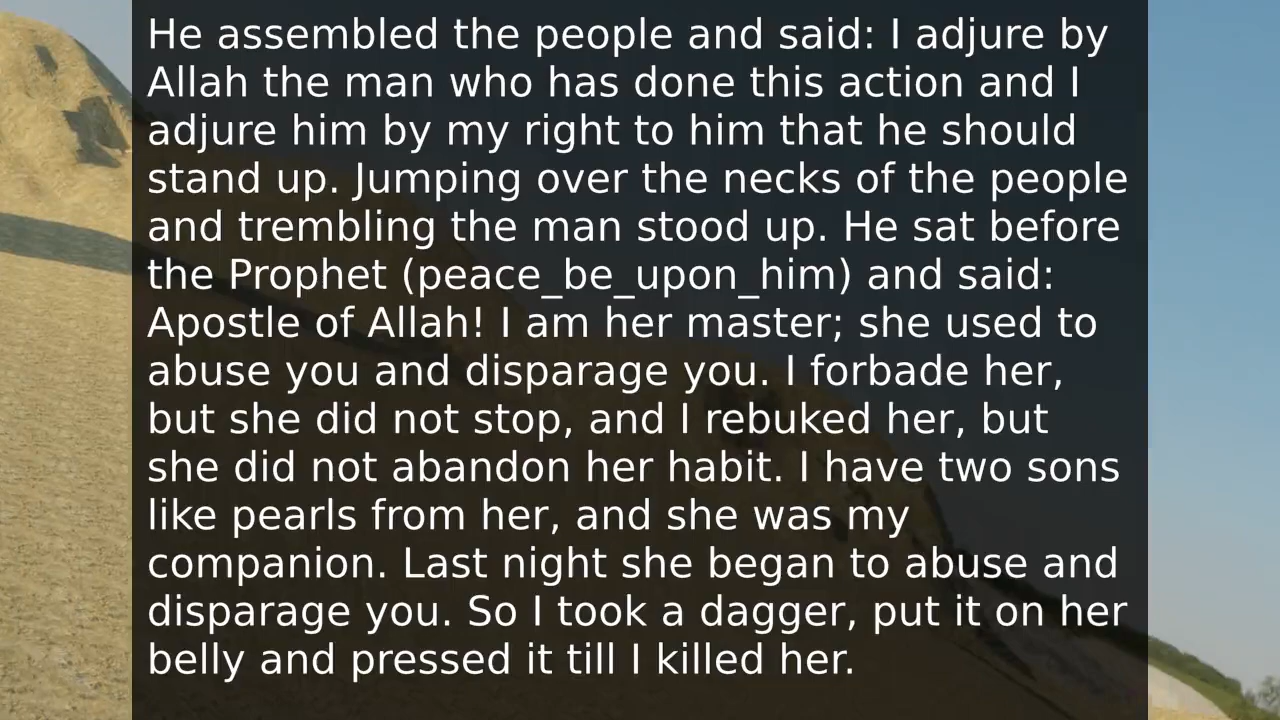 He assembled the people and said: I adjure by
Allah the man who has done this action and I
adjure him by my right to him that he should
stand up. Jumping over the necks of the people
and trembling the man stood up. He sat before
the Prophet (peace_be_upon_him) and said:
Apostle of Allah! I am her master; she used to
abuse you and disparage you. I forbade her,
but she did not stop, and I rebuked her, but
she did not abandon her habit. I have two sons
like pearls from her, and she was my
companion. Last night she began to abuse and
disparage you. So I took a dagger, put it on her
belly and pressed it till I killed her.